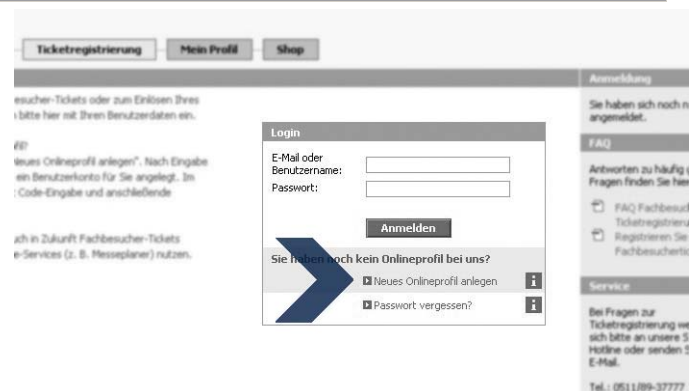 Ticketregistrierung Mein Profil Shop
esucher-Tickets oder zum Einlösen Ihres
bitte hier mit Ihren Benutzerdaten ein.
Neues Onlineprofil anlegen". Nach Eingabe
ein Benutzerkonto für Sie angelegt. Im
Code-Eingabe und anschließende
uch in Zukunft Fachbesucher-Tickets
e-Services (z. B. Messeplaner) nutzen.
Login
E-Mail oder
Benutzername:
Passwort:
Anmelden
Sie haben noch kein Onlineprofil bei uns?
Neues Onlineprofil anlegen
Passwort vergessen?
Anmeldung
Sie haben sich noch n
angemeldet.
FAQ
Antworten zu häufig g
Fragen finden Sie hier
FAQ Fachbesuch
Ticketregistrieru
Registrieren Sie
Fachbesuchertic
Service
Bei Fragen zur
Ticketregistrierung we
sich bitte an unsere S
Hotline oder senden S
E-Mail.
Tel.: 0511/89-37777